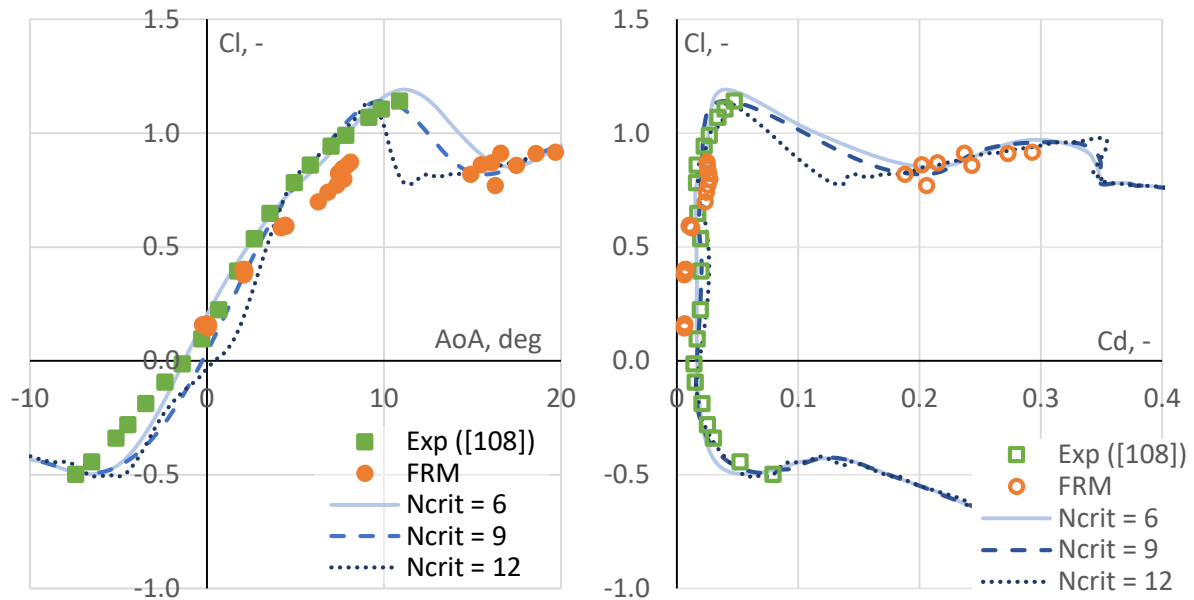 1.5
Cl, -
1.0
0.5
AoA, deg
0.0
-10
0
10
20
Exp ([108])
FRM
-0.5
Ncrit = 6
Ncrit = 9
Ncrit = 12
-1.0
1.5
Cl, -
1.0
0.5
Cd, -
0.0
0
0.1
0.2
0.3
0.4
Exp ([108])
-0.5
FRM
Ncrit = 6
Ncrit = 9
Ncrit = 12
-1.0